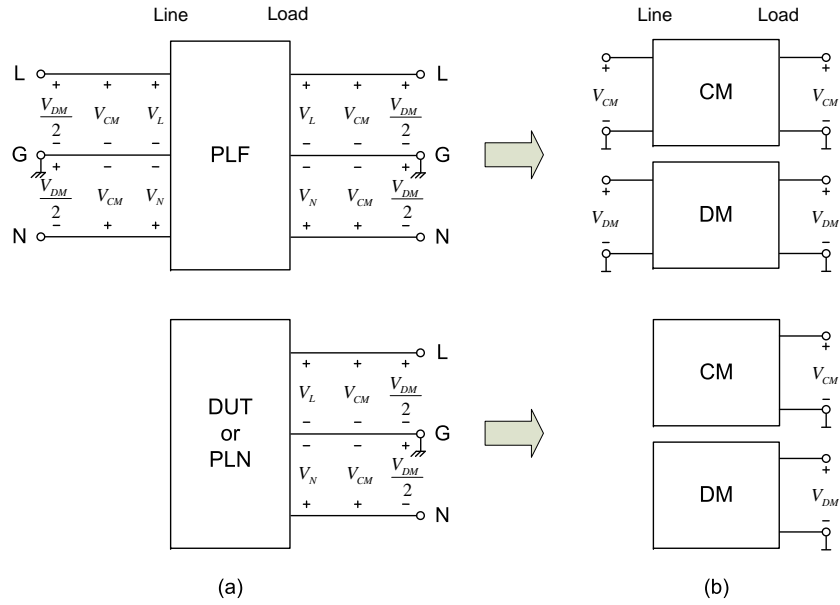 Line Load Line Load
L + + + + + + L + +
V_DM/2 V_CM V_L V_L V_CM V_DM/2 V_CM CM V_CM
G − − − PLF − − − G − −
+ − − − − + + +
V_DM/2 V_CM V_N V_N V_CM V_DM/2 V_DM DM V_DM
N − + + + + − N − −
+ + + L +
V_L V_CM V_DM/2 CM V_CM
DUT − − − G −
or − − + +
PLN V_N V_CM V_DM/2 DM V_DM
+ + − N −
(a) (b)